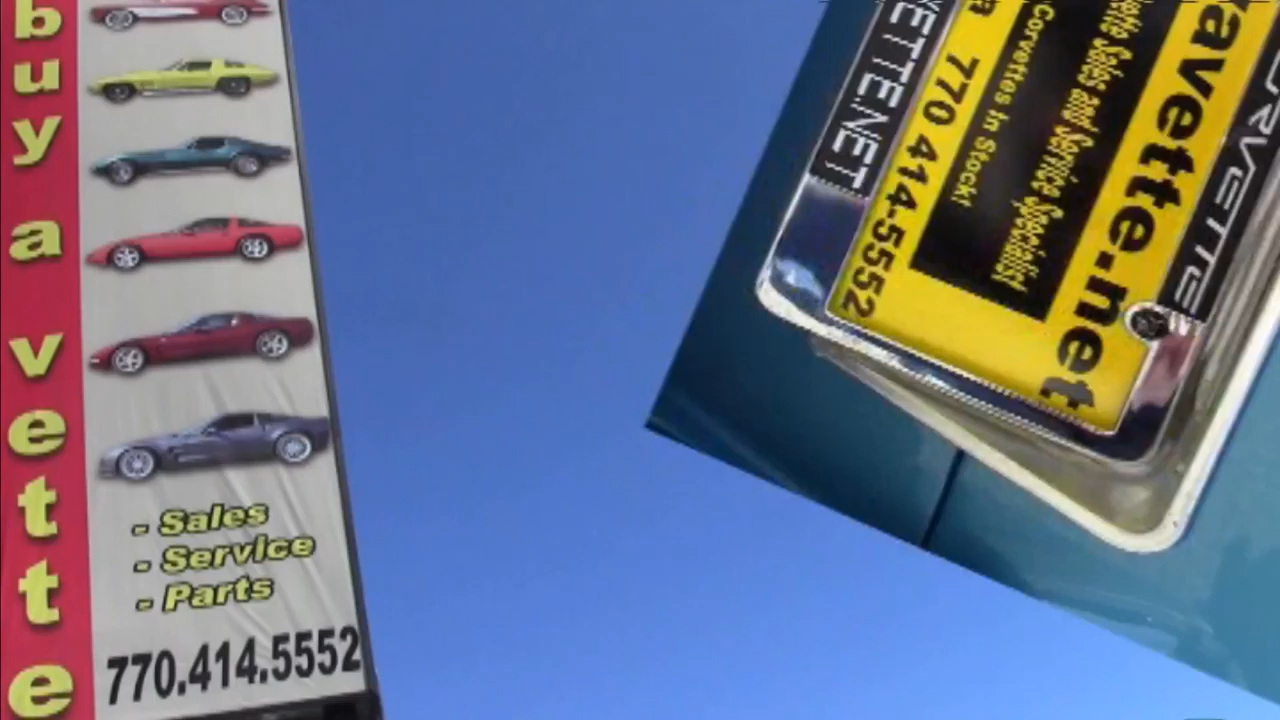 buy a vette
- Sales
- Service
- Parts
770.414.5552
VETTE.NET
770 414-5552
Corvettes In Stock!
Sales and Service Specialist
avette.net
CORVETTE